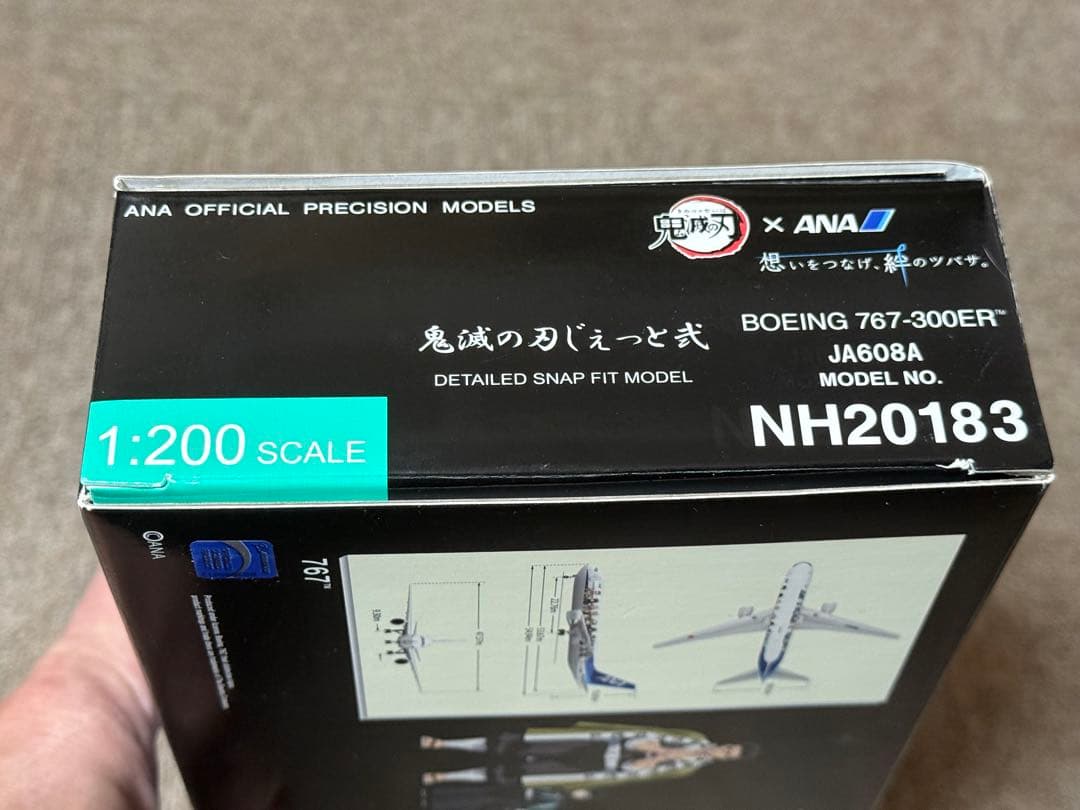 ANA OFFICIAL PRECISION MODELS
鬼滅の刃 × ANA
想いをつなげ、絆のツバサ。
鬼滅の刃じぇっと弐
DETAILED SNAP FIT MODEL
BOEING 767-300ER™
JA608A
MODEL NO.
NH20183
1:200 SCALE
©ANA
767™